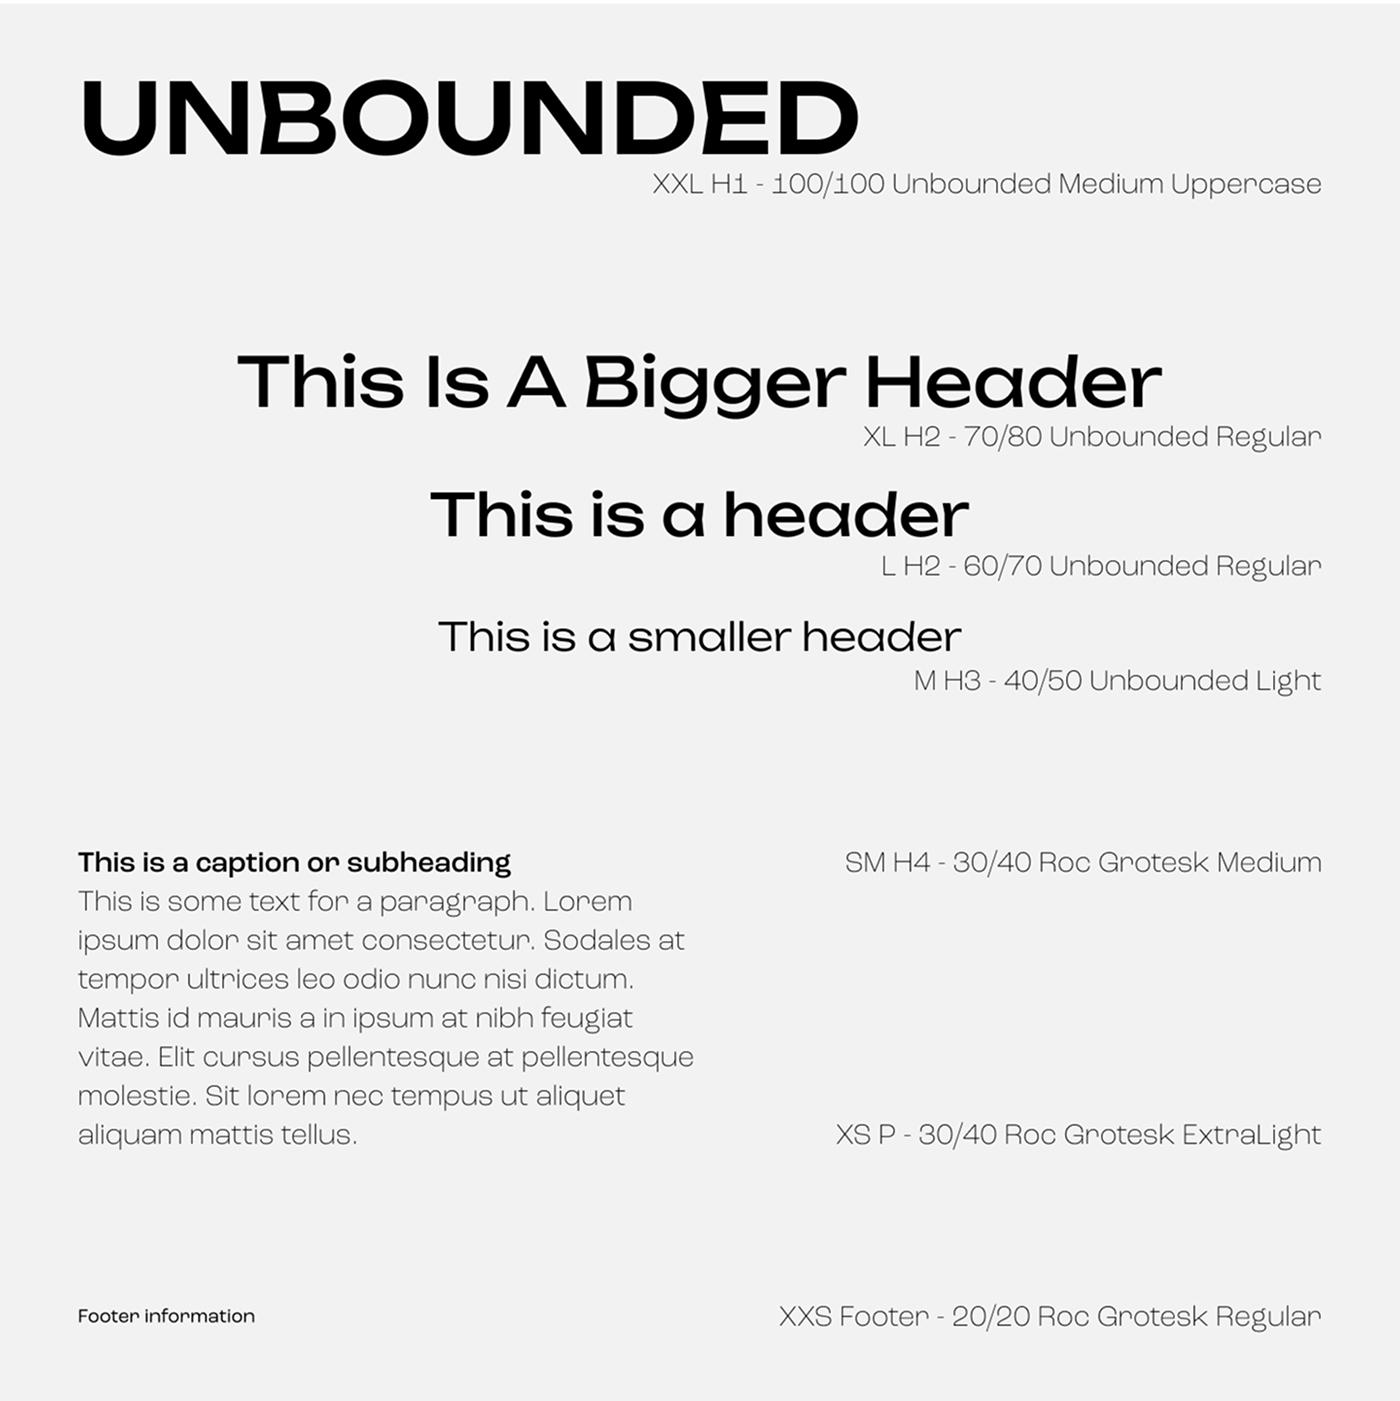 UNBOUNDED
XXL H1 - 100/100 Unbounded Medium Uppercase
This Is A Bigger Header
XL H2 - 70/80 Unbounded Regular
This is a header
L H2 - 60/70 Unbounded Regular
This is a smaller header
M H3 - 40/50 Unbounded Light
This is a caption or subheading
SM H4 - 30/40 Roc Grotesk Medium
This is some text for a paragraph. Lorem
ipsum dolor sit amet consectetur. Sodales at
tempor ultrices leo odio nunc nisi dictum.
Mattis id mauris a in ipsum at nibh feugiat
vitae. Elit cursus pellentesque at pellentesque
molestie. Sit lorem nec tempus ut aliquet
aliquam mattis tellus.
XS P - 30/40 Roc Grotesk ExtraLight
Footer information
XXS Footer - 20/20 Roc Grotesk Regular